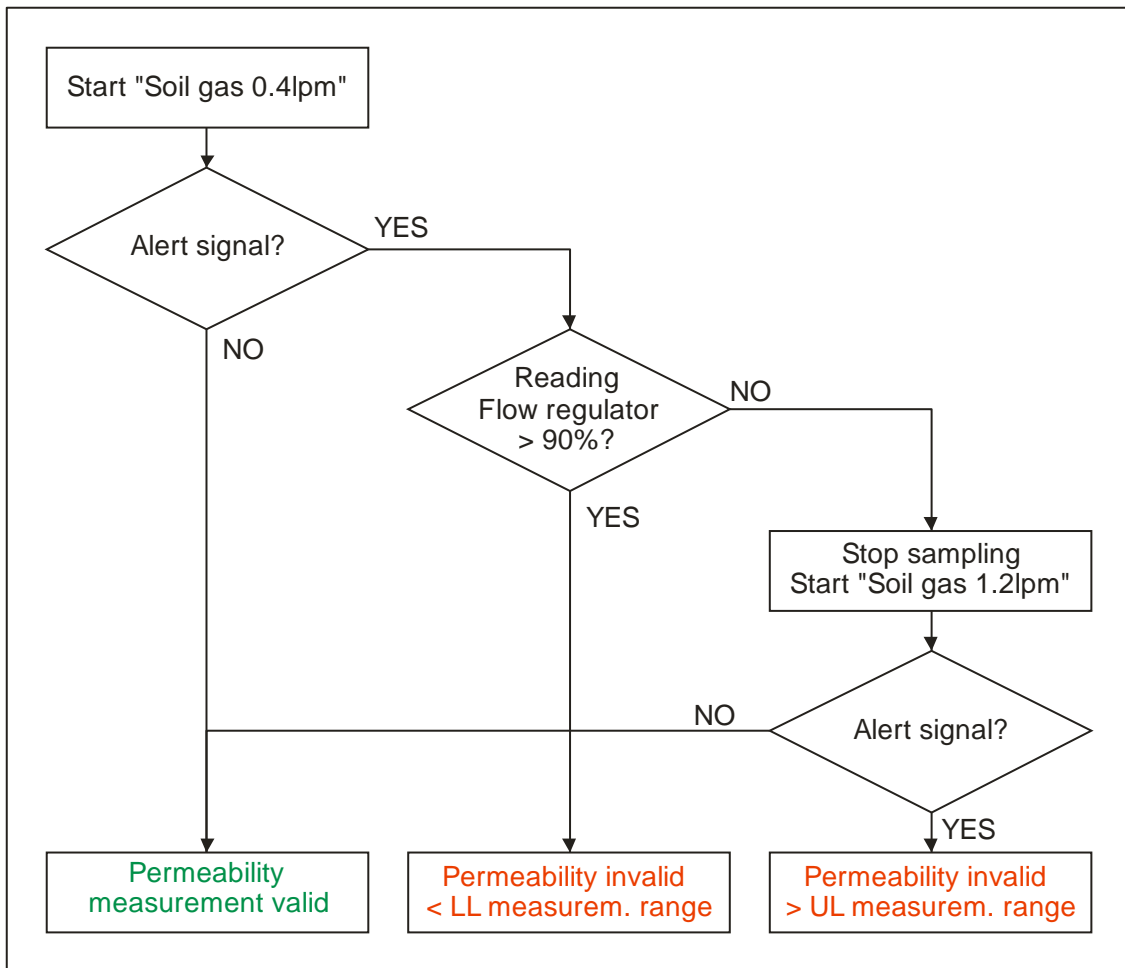 Start "Soil gas 0.4lpm"
Alert signal?
YES
NO
Reading
Flow regulator
> 90%?
NO
YES
Stop sampling
Start "Soil gas 1.2lpm"
NO
Alert signal?
YES
Permeability
measurement valid
Permeability invalid
< LL measurem. range
Permeability invalid
> UL measurem. range